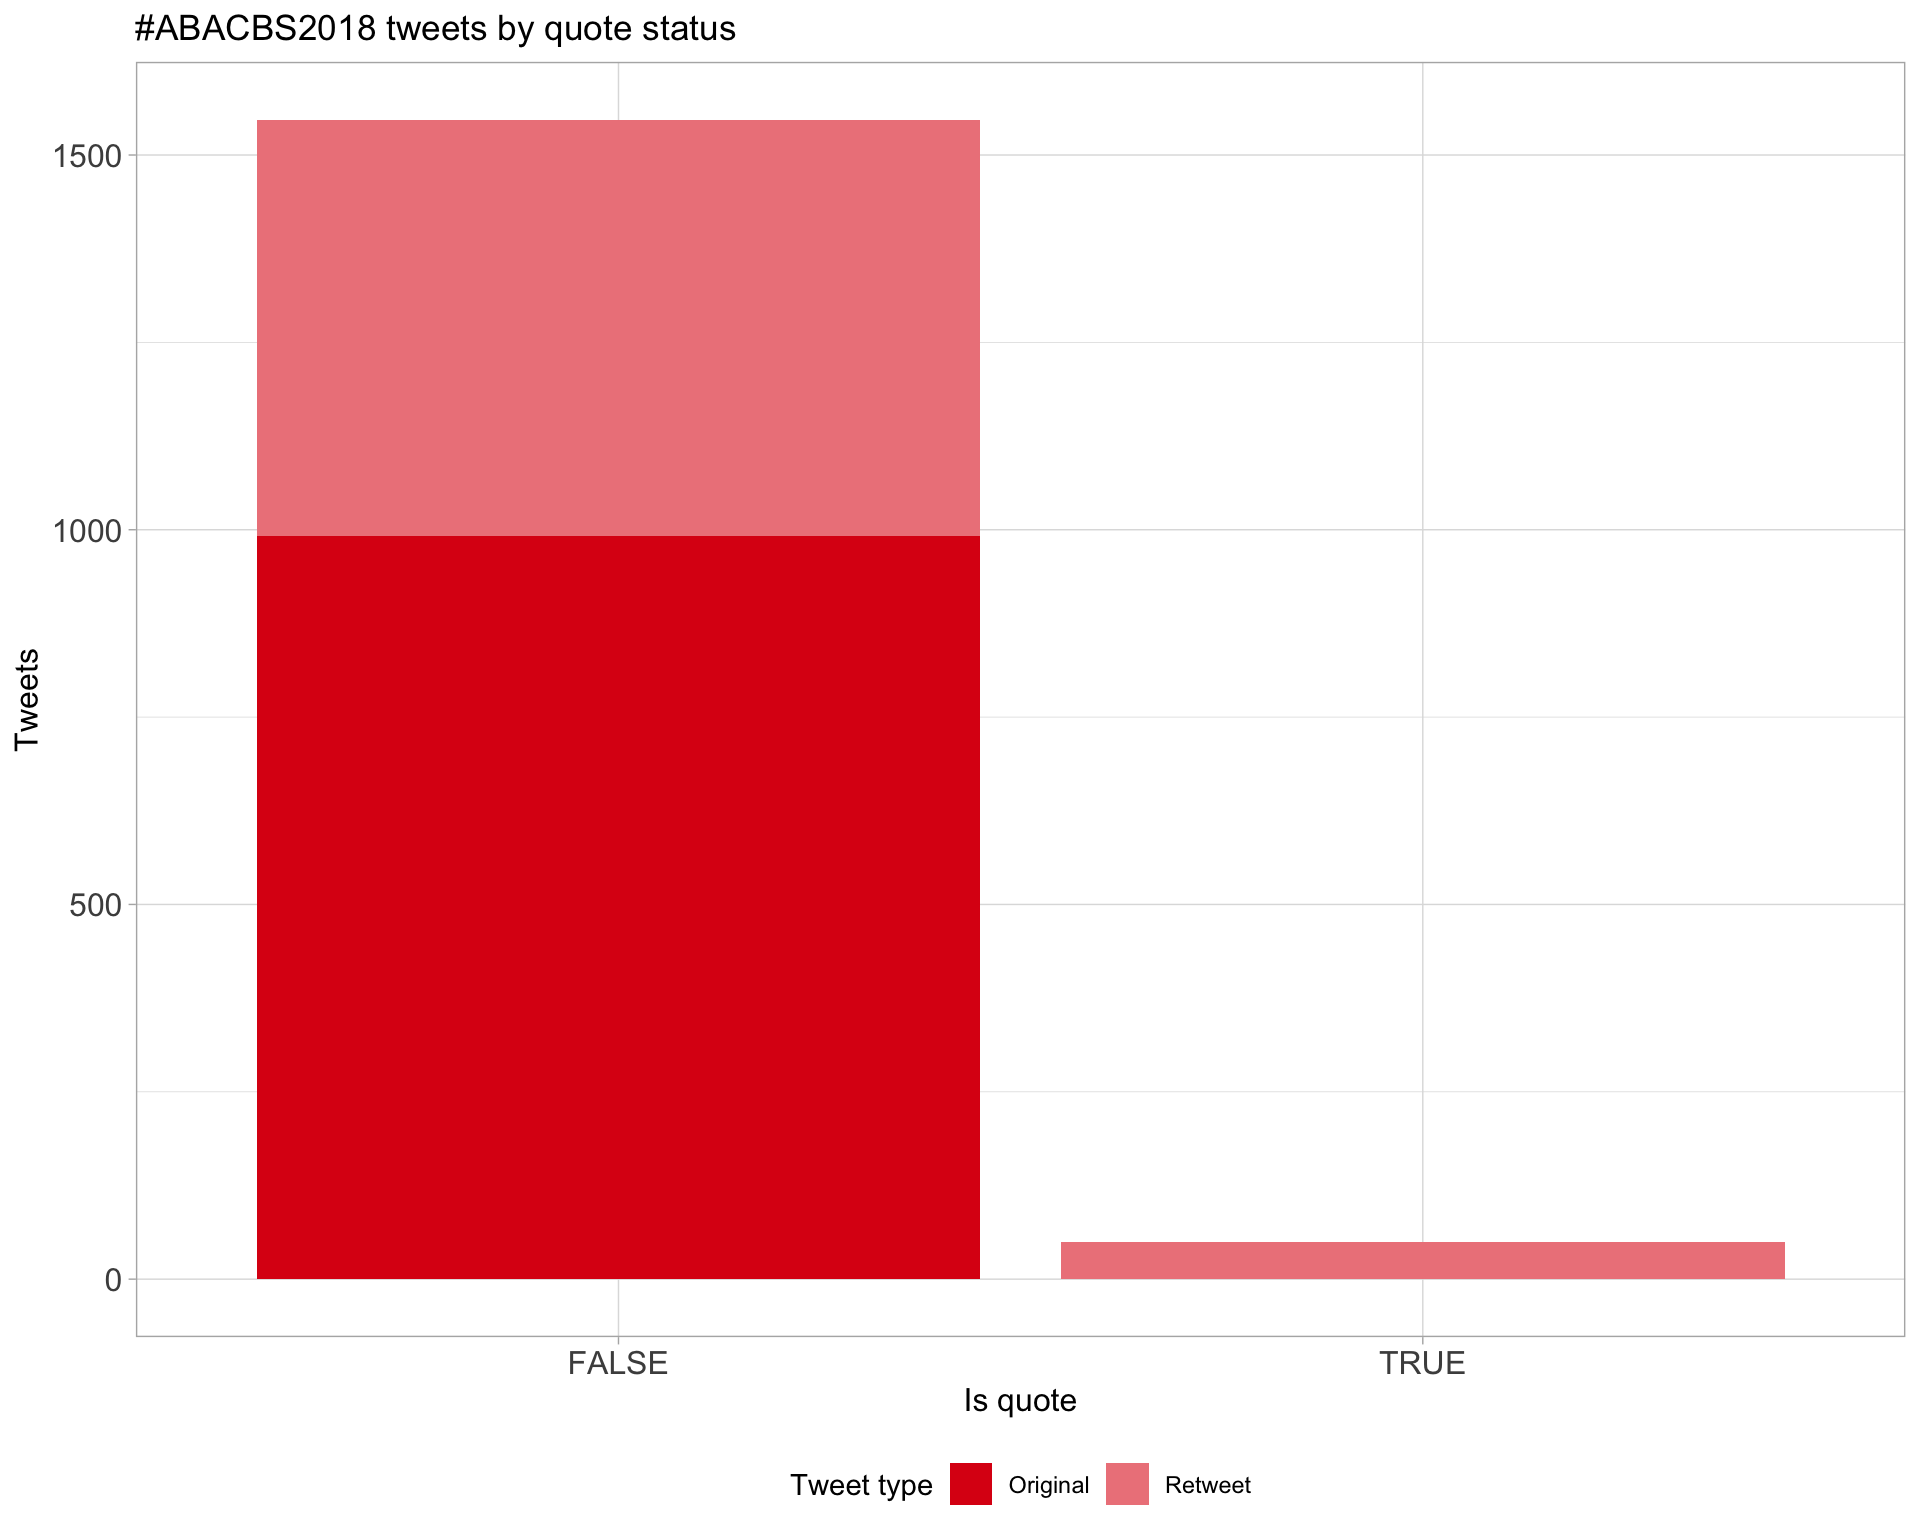 #ABACBS2018 tweets by quote status
1500
1000
500
0
Tweets
FALSE TRUE
Is quote
Tweet type Original Retweet